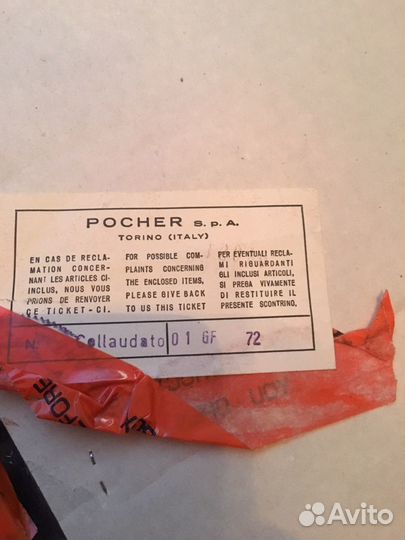 POCHER S.p.A.
TORINO (ITALY)
EN CAS DE RECLA-
MATION CONCER-
NANT LES ARTICLES CI-
INCLUS, NOUS VOUS
PRIONS DE RENVOYER
CE TICKET-CI.
FOR POSSIBLE COM-
PLAINTS CONCERNING
THE ENCLOSED ITEMS,
PLEASE GIVE BACK
TO US THIS TICKET
PER EVENTUALI RECLA-
MI RIGUARDANTI
GLI INCLUSI ARTICOLI,
SI PREGA VIVAMENTE
DI RESTITUIRE IL
PRESENTE SCONTRINO.
Collaudato 01 GF 72
FORE
Avito